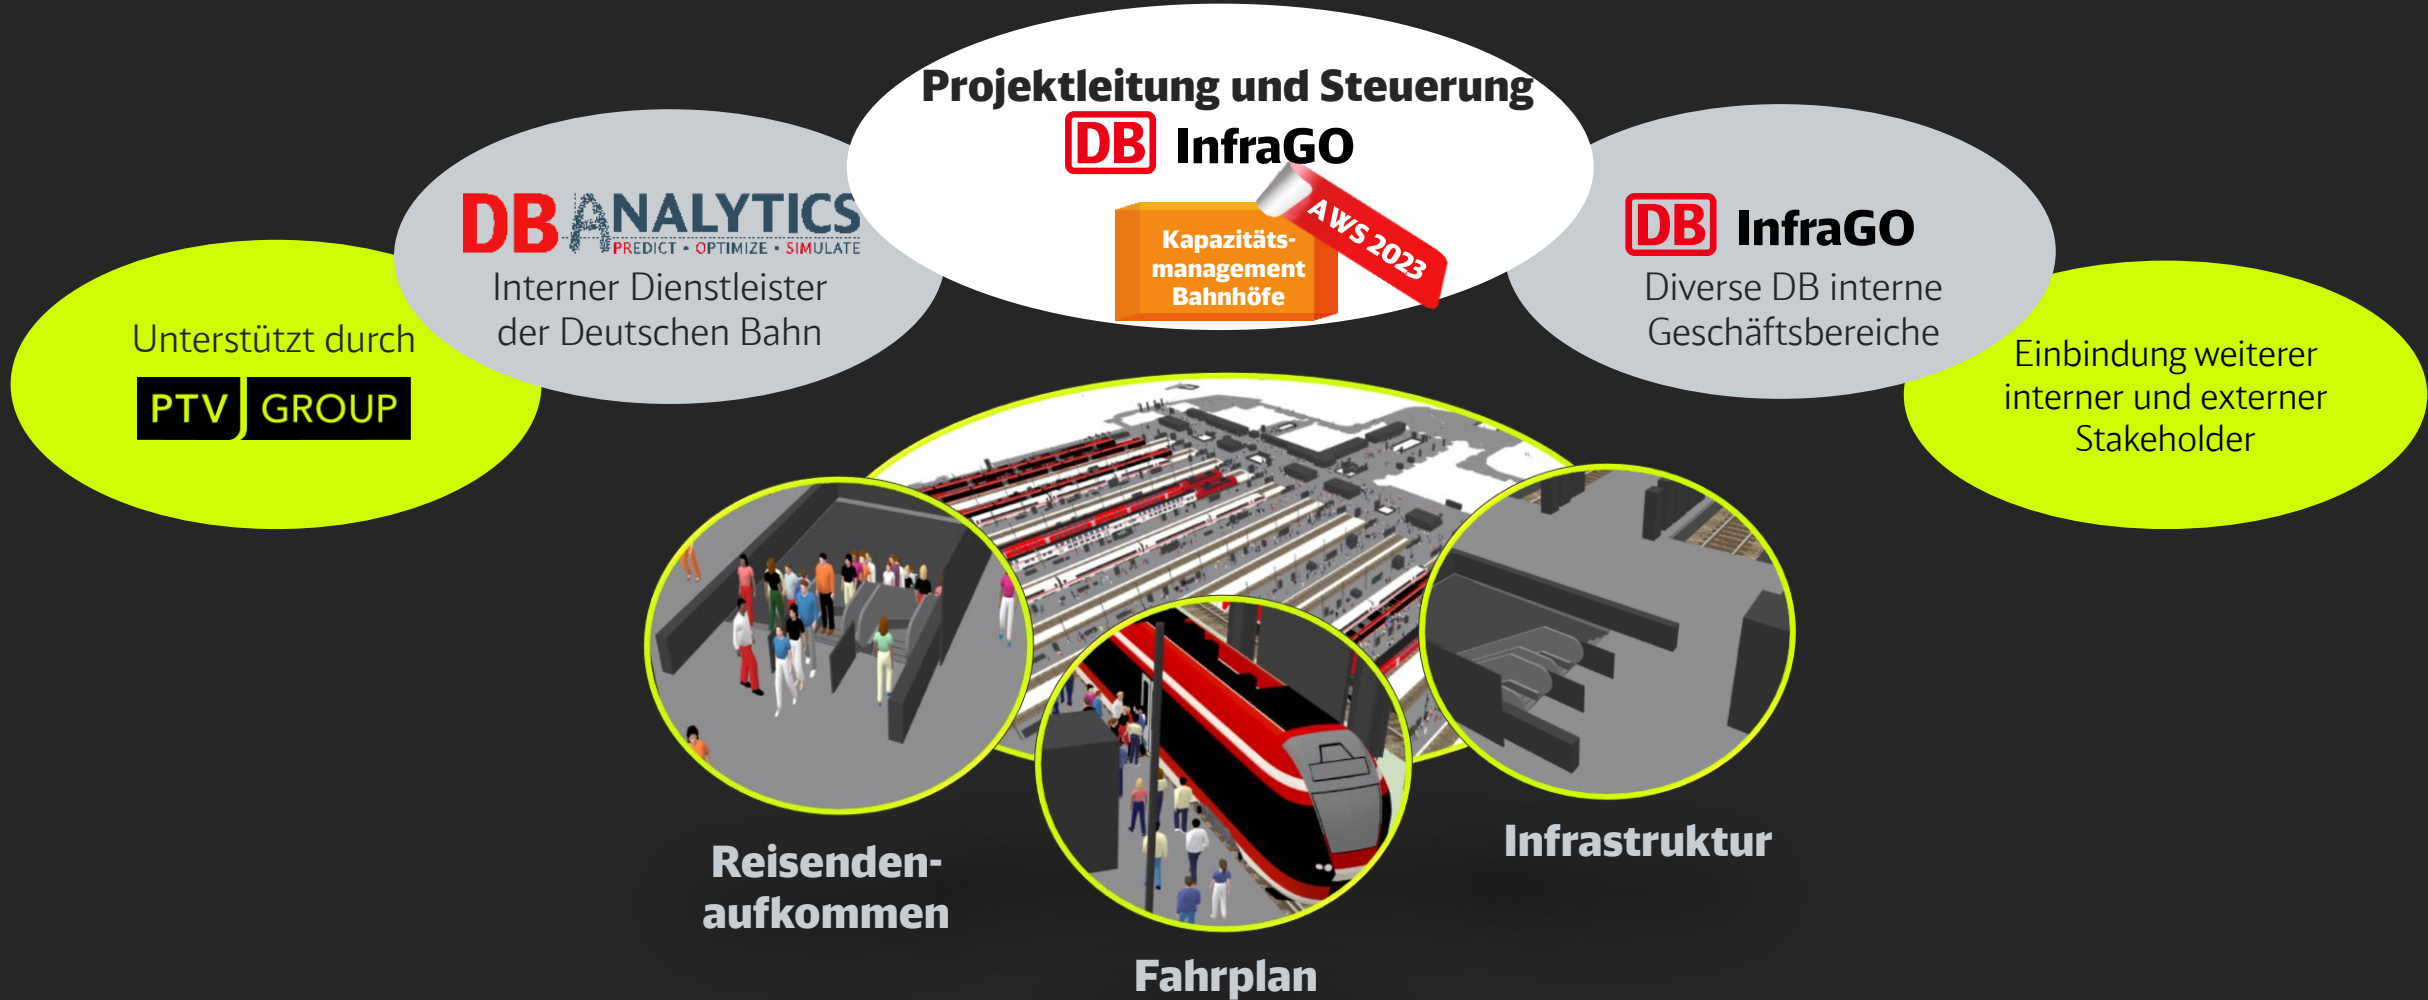 Projektleitung und Steuerung
DB InfraGO
Kapazitäts-
management
Bahnhöfe
AWS 2023
DB ANALYTICS
PREDICT • OPTIMIZE • SIMULATE
Interner Dienstleister
der Deutschen Bahn
DB InfraGO
Diverse DB interne
Geschäftsbereiche
Unterstützt durch
PTV GROUP
Einbindung weiterer
interner und externer
Stakeholder
Reisenden-
aufkommen
Fahrplan
Infrastruktur